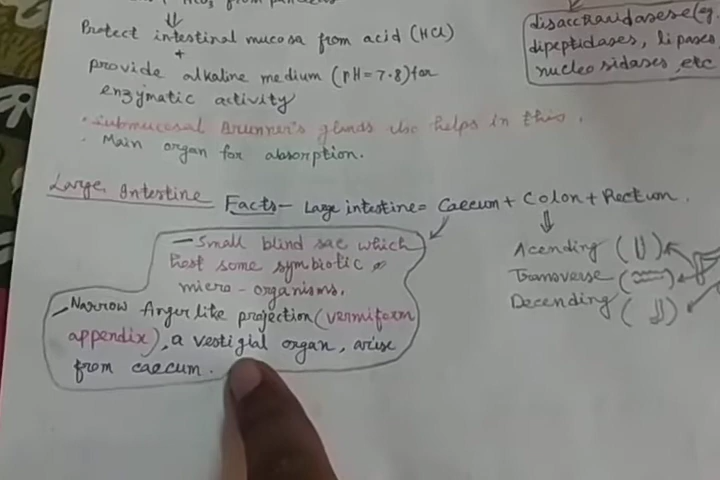 HCO₃ from pancreas
Protect intestinal mucosa from acid (HCl)
+
provide alkaline medium (pH=7.8) for
enzymatic activity
· Submucosal Brunner's glands also helps in this.
· Main organ for absorption.
disaccharidases (eg
dipeptidases, lipases
nucleosidases, etc
Large Intestine Facts - Large intestine = Caecum + Colon + Rectum.
- Small blind sac which
host some symbiotic
micro-organisms.
- Narrow finger like projection (vermiform
appendix), a vestigial organ, arise
from caecum.
Acending
Transverse
Decending